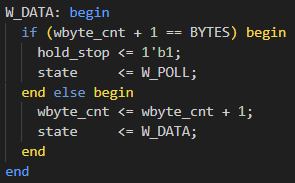 W_DATA: begin
  if (wbyte_cnt + 1 == BYTES) begin
    hold_stop <= 1'b1;
    state     <= W_POLL;
  end else begin
    wbyte_cnt <= wbyte_cnt + 1;
    state     <= W_DATA;
  end
end